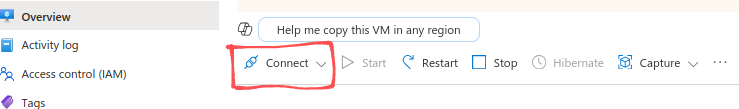 Overview
Help me copy this VM in any region
Activity log
Connect Start Restart Stop Hibernate Capture ...
Access control (IAM)
Tags